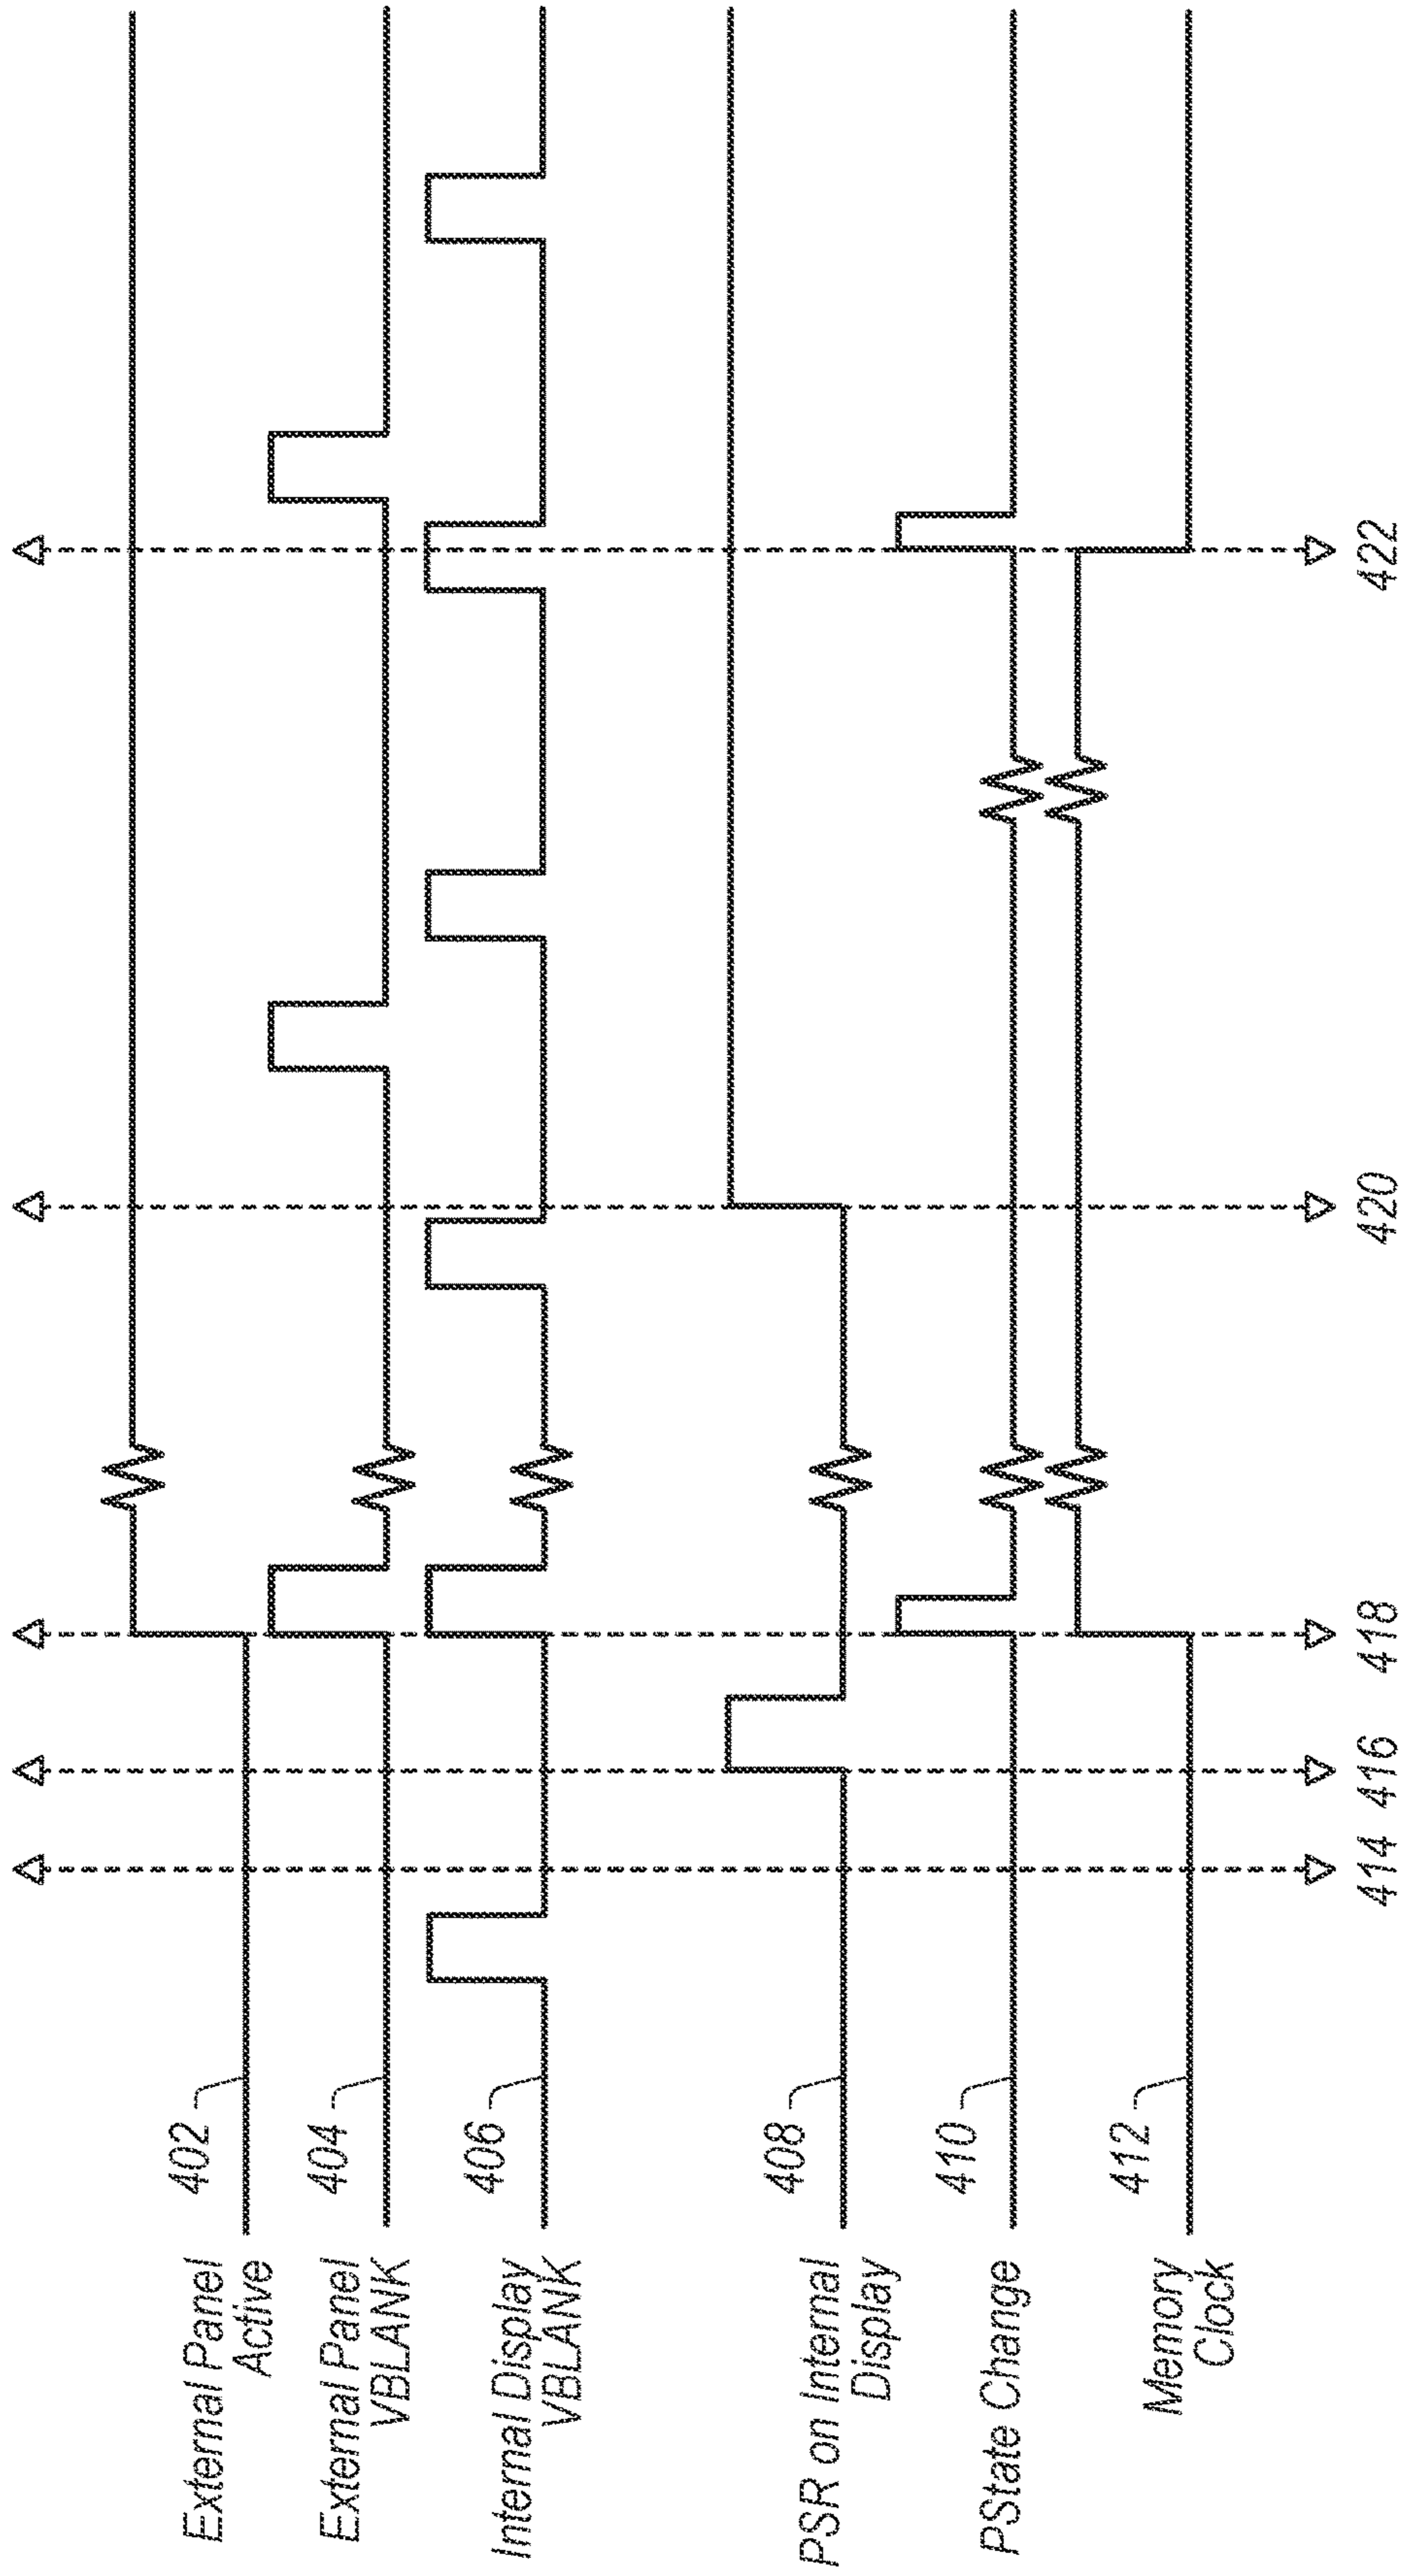 External Panel
Active
402
External Panel
VBLANK
404
Internal Display
VBLANK
406
PSR on Internal
Display
408
PState Change
410
Memory
Clock
412
414
416
418
420
422